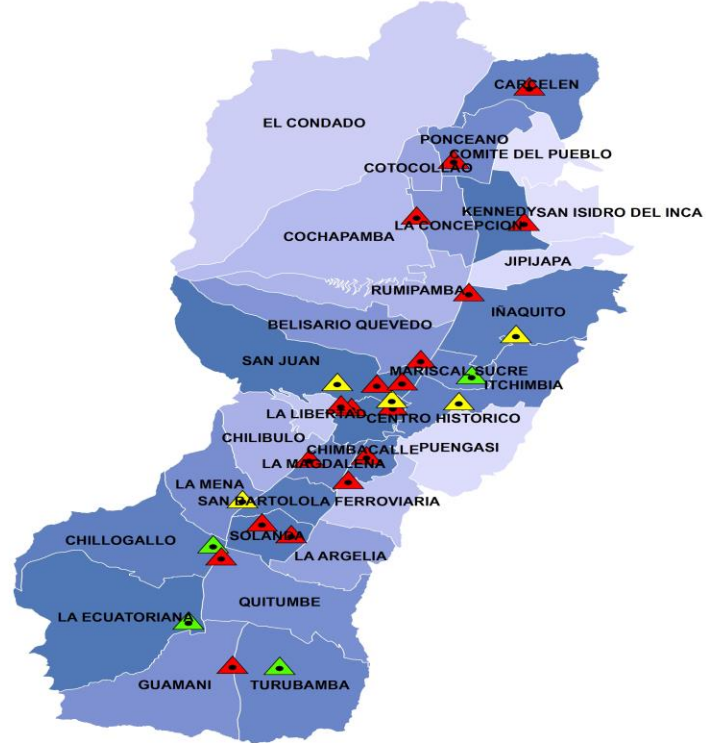 CARCELEN
EL CONDADO
PONCEANO
COMITE DEL PUEBLO
COTOCOLLAO
KENNEDY
SAN ISIDRO DEL INCA
LA CONCEPCION
COCHAPAMBA
JIPIJAPA
RUMIPAMBA
IÑAQUITO
BELISARIO QUEVEDO
SAN JUAN
MARISCAL SUCRE
ITCHIMBIA
LA LIBERTAD
CENTRO HISTORICO
CHILIBULO
CHIMBACALLE
PUENGASI
LA MAGDALENA
LA MENA
SAN BARTOLO
LA FERROVIARIA
SOLANDA
CHILLOGALLO
LA ARGELIA
QUITUMBE
LA ECUATORIANA
GUAMANI
TURUBAMBA